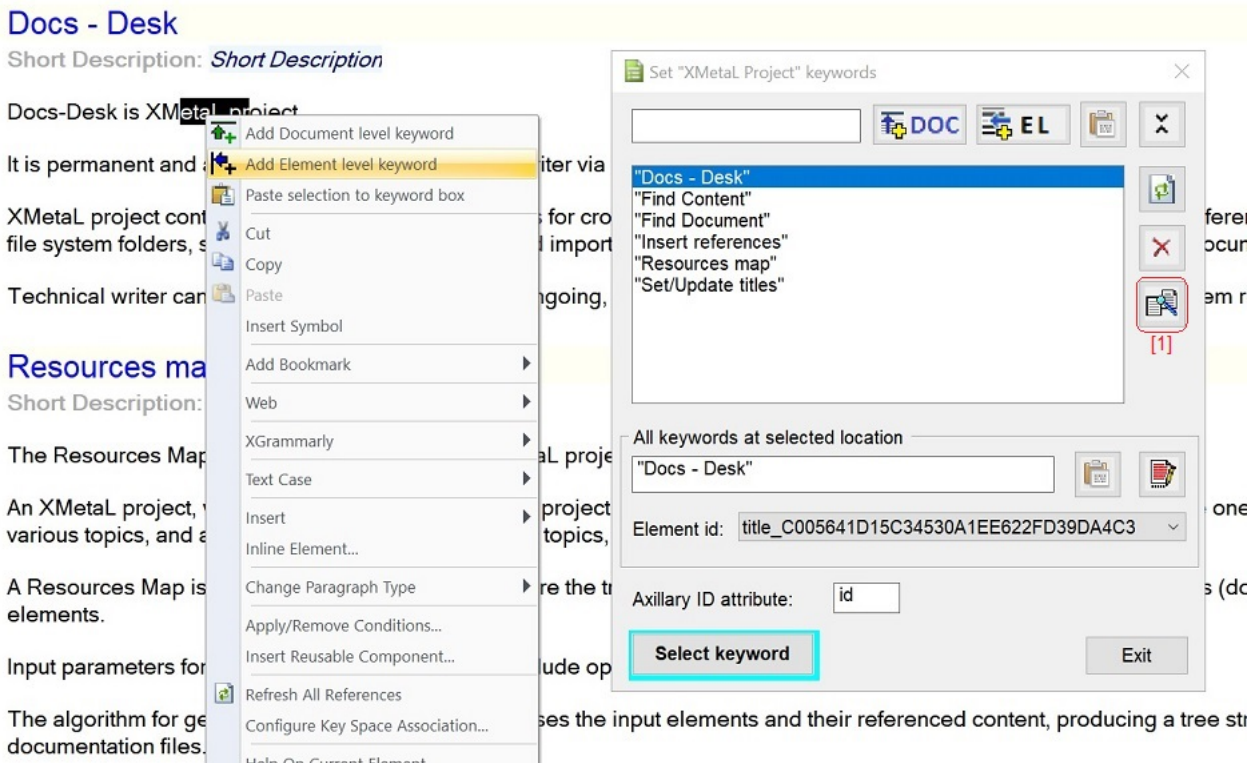 Docs - Desk
Short Description: Short Description
Docs-Desk is XMetaL project
It is permanent and
iter via
XMetaL project cont
for cro
file system folders,
import
Technical writer can
ngoing,
em r
Resources ma
Short Description:
The Resources Map
aL proje
An XMetaL project,
project
one
various topics, and a
topics,
A Resources Map is
re the tr
s (do
elements.
Input parameters for
lude op
The algorithm for ge
ses the input elements and their referenced content, producing a tree str
documentation files.
Add Document level keyword
Add Element level keyword
Paste selection to keyword box
Cut
Copy
Paste
Insert Symbol
Add Bookmark
Web
XGrammarly
Text Case
Insert
Inline Element...
Change Paragraph Type
Apply/Remove Conditions...
Insert Reusable Component...
Refresh All References
Configure Key Space Association...
Help On Current Element
Set "XMetaL Project" keywords
DOC
EL
"Docs - Desk"
"Find Content"
"Find Document"
"Insert references"
"Resources map"
"Set/Update titles"
[1]
All keywords at selected location
"Docs - Desk"
Element id: title_C005641D15C34530A1EE622FD39DA4C3
Axillary ID attribute: id
Select keyword
Exit